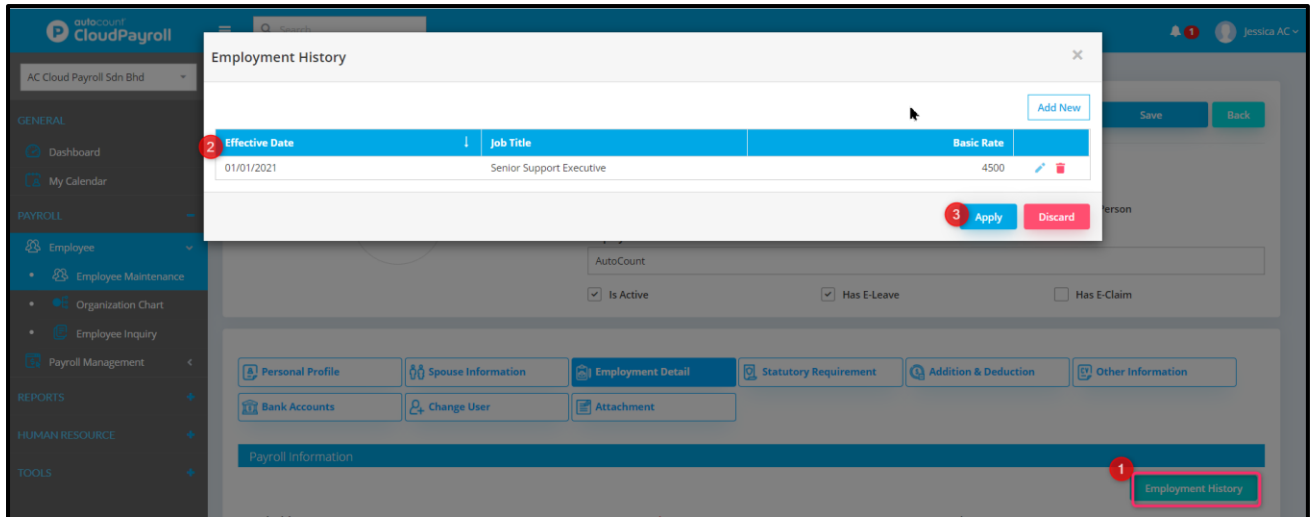 autocount
CloudPayroll
Search
1
Jessica AC
Employment History
AC Cloud Payroll Sdn Bhd
Add New
Save
Back
GENERAL
2
Effective Date
Job Title
Basic Rate
Dashboard
01/01/2021
Senior Support Executive
4500
My Calendar
PAYROLL
3
Apply
Discard
Person
Employee
AutoCount
Employee Maintenance
Is Active
Has E-Leave
Has E-Claim
Organization Chart
Employee Inquiry
Payroll Management
Personal Profile
Spouse Information
Employment Detail
Statutory Requirement
Addition & Deduction
Other Information
REPORTS
Bank Accounts
Change User
Attachment
HUMAN RESOURCE
Payroll Information
TOOLS
1
Employment History